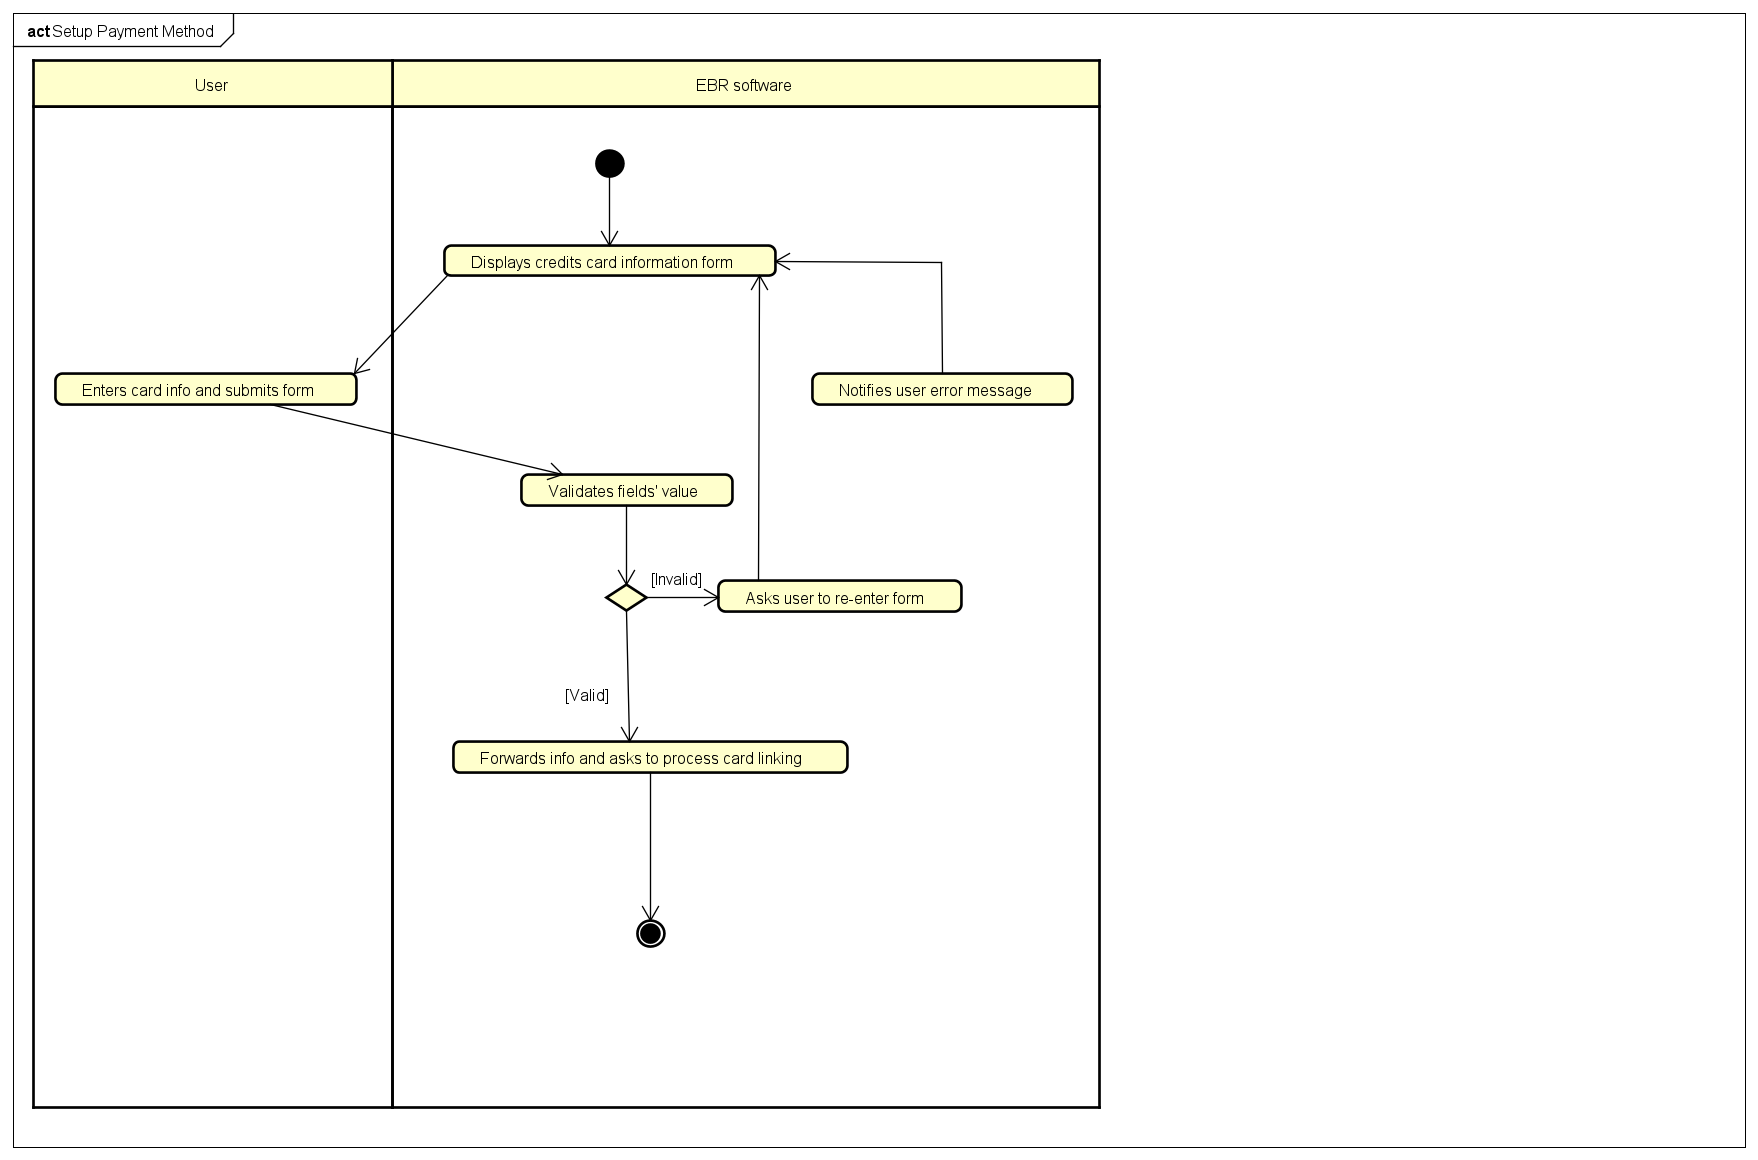 act Setup Payment Method
User
EBR software
Displays credits card information form
Enters card info and submits form
Notifies user error message
Validates fields' value
[Invalid]
Asks user to re-enter form
[Valid]
Forwards info and asks to process card linking